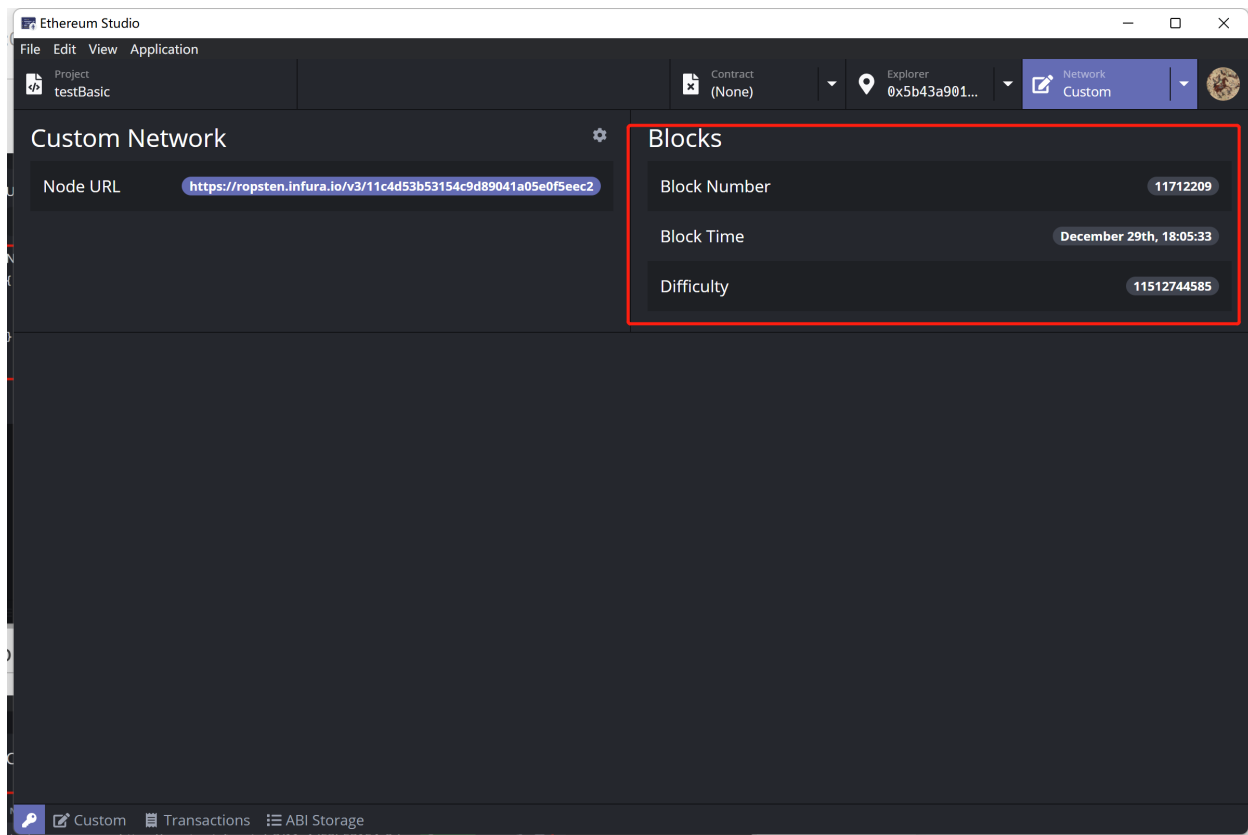 Ethereum Studio
File Edit View Application
Project
testBasic
Contract
(None)
Explorer
0x5b43a901...
Network
Custom
Custom Network
Node URL https://ropsten.infura.io/v3/11c4d53b53154c9d89041a05e0f5eec2
Blocks
Block Number 11712209
Block Time December 29th, 18:05:33
Difficulty 11512744585
Custom Transactions ABI Storage